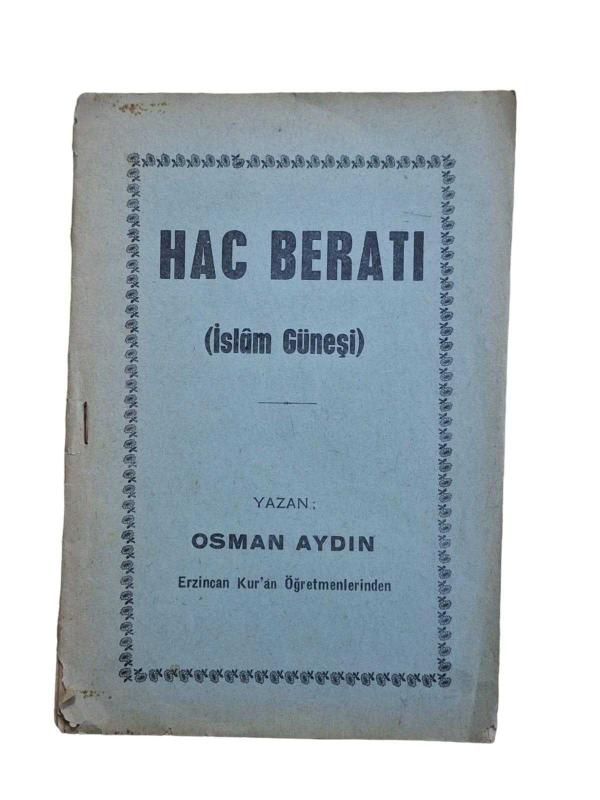 HAC BERATI
(İslâm Güneşi)
YAZAN;
OSMAN AYDIN
Erzincan Kur'ân Öğretmenlerinden